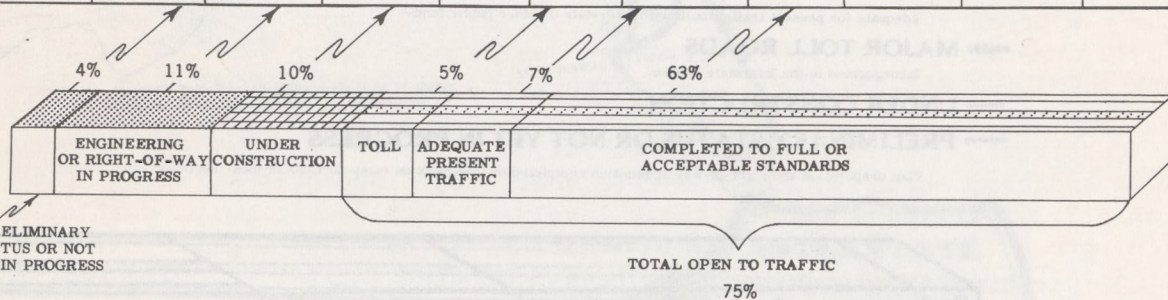 4% 11% 10% 5% 7% 63%
ENGINEERING
OR RIGHT-OF-WAY
IN PROGRESS
UNDER
CONSTRUCTION
TOLL
ADEQUATE
PRESENT
TRAFFIC
COMPLETED TO FULL OR
ACCEPTABLE STANDARDS
ELIMINARY
TUS OR NOT
IN PROGRESS
TOTAL OPEN TO TRAFFIC
75%
MAJOR TOLL ROADS
UNDER CONSTRUCTION
PRELIMINARY STATUS OR NOT YET IN PROGRESS